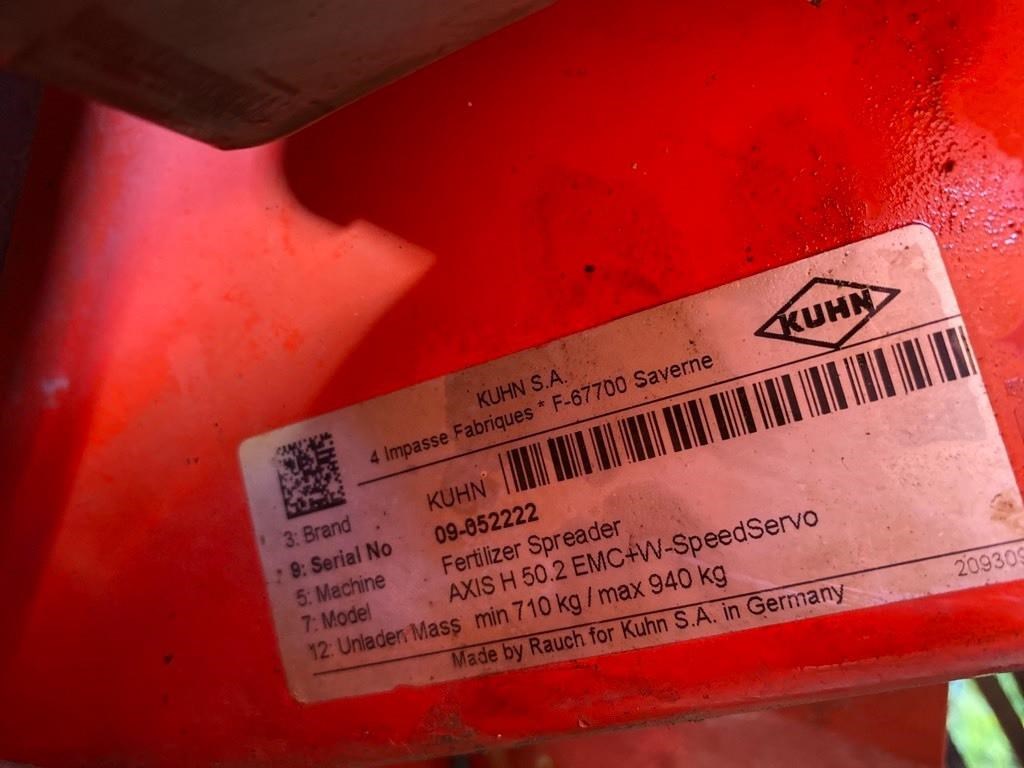 KUHN
KUHN S.A.
4 Impasse Fabriques * F-67700 Saverne
3: Brand KUHN
9: Serial No 09-052222
5: Machine Fertilizer Spreader
7: Model AXIS H 50.2 EMC+W-SpeedServo
12: Unladen Mass min 710 kg / max 940 kg
Made by Rauch for Kuhn S.A. in Germany